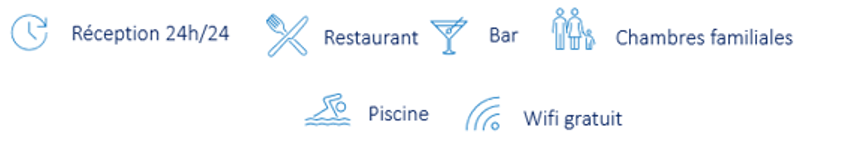 Réception 24h/24 Restaurant Bar Chambres familiales
Piscine Wifi gratuit